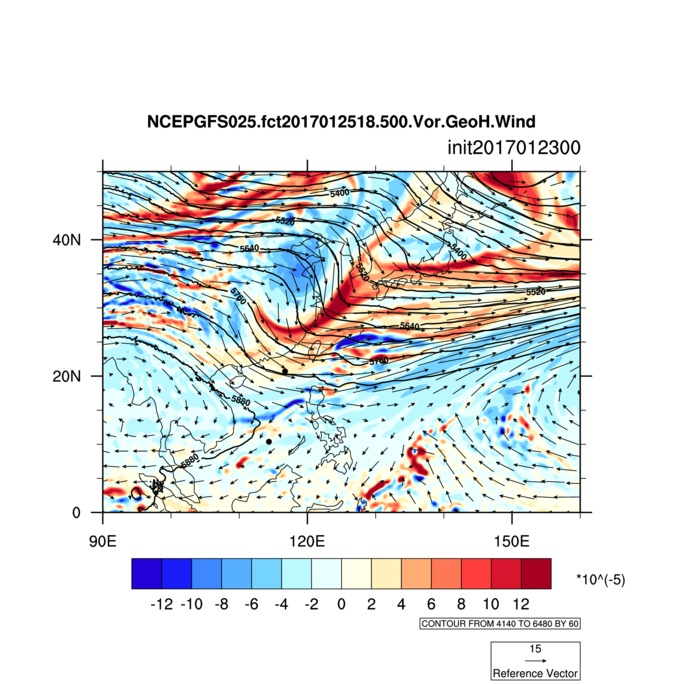 NCEPGFS025.fct2017012518.500.Vor.GeoH.Wind
init2017012300
5400
5520
5640
5400
5520
5760
5520
5640
5760
5880
5880
40N
20N
0
90E 120E 150E
-12 -10 -8 -6 -4 -2 0 2 4 6 8 10 12
*10^(-5)
CONTOUR FROM 4140 TO 6480 BY 60
15
Reference Vector